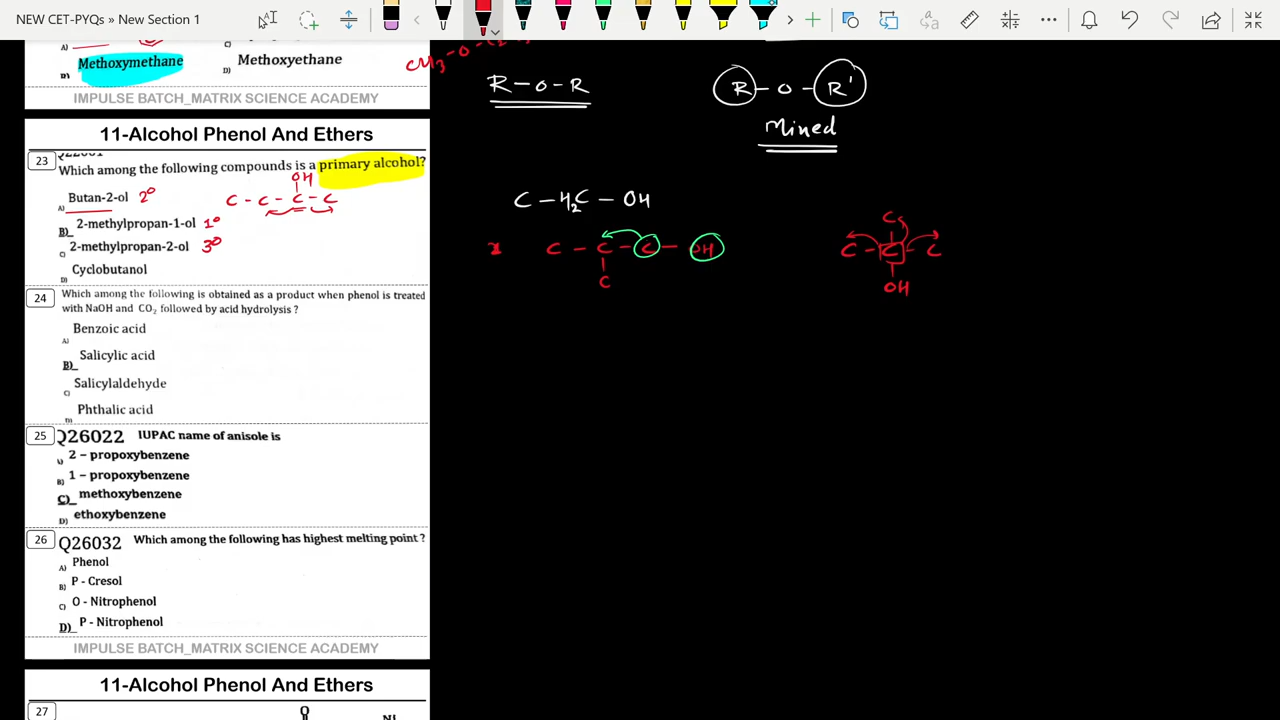 NEW CET-PYQs » New Section 1
A)
Methoxymethane
D) Methoxyethane
CH3-O-
IMPULSE BATCH_MATRIX SCIENCE ACADEMY
R-O-R
R-O-R'
Mined
11-Alcohol Phenol And Ethers
23
Which among the following compounds is a primary alcohol?
OH
A) Butan-2-ol 2°
C - C - C - C
B) 2-methylpropan-1-ol 1°
C) 2-methylpropan-2-ol 3°
D) Cyclobutanol
C - H2C - OH
C - C - C - OH
C
C
C - C - C
OH
24
Which among the following is obtained as a product when phenol is treated
with NaOH and CO2 followed by acid hydrolysis ?
A) Benzoic acid
B) Salicylic acid
C) Salicylaldehyde
D) Phthalic acid
25
Q26022 IUPAC name of anisole is
A) 2 – propoxybenzene
B) 1 – propoxybenzene
C) methoxybenzene
D) ethoxybenzene
26
Q26032 Which among the following has highest melting point ?
A) Phenol
B) P - Cresol
C) O - Nitrophenol
D) P - Nitrophenol
IMPULSE BATCH_MATRIX SCIENCE ACADEMY
11-Alcohol Phenol And Ethers
27